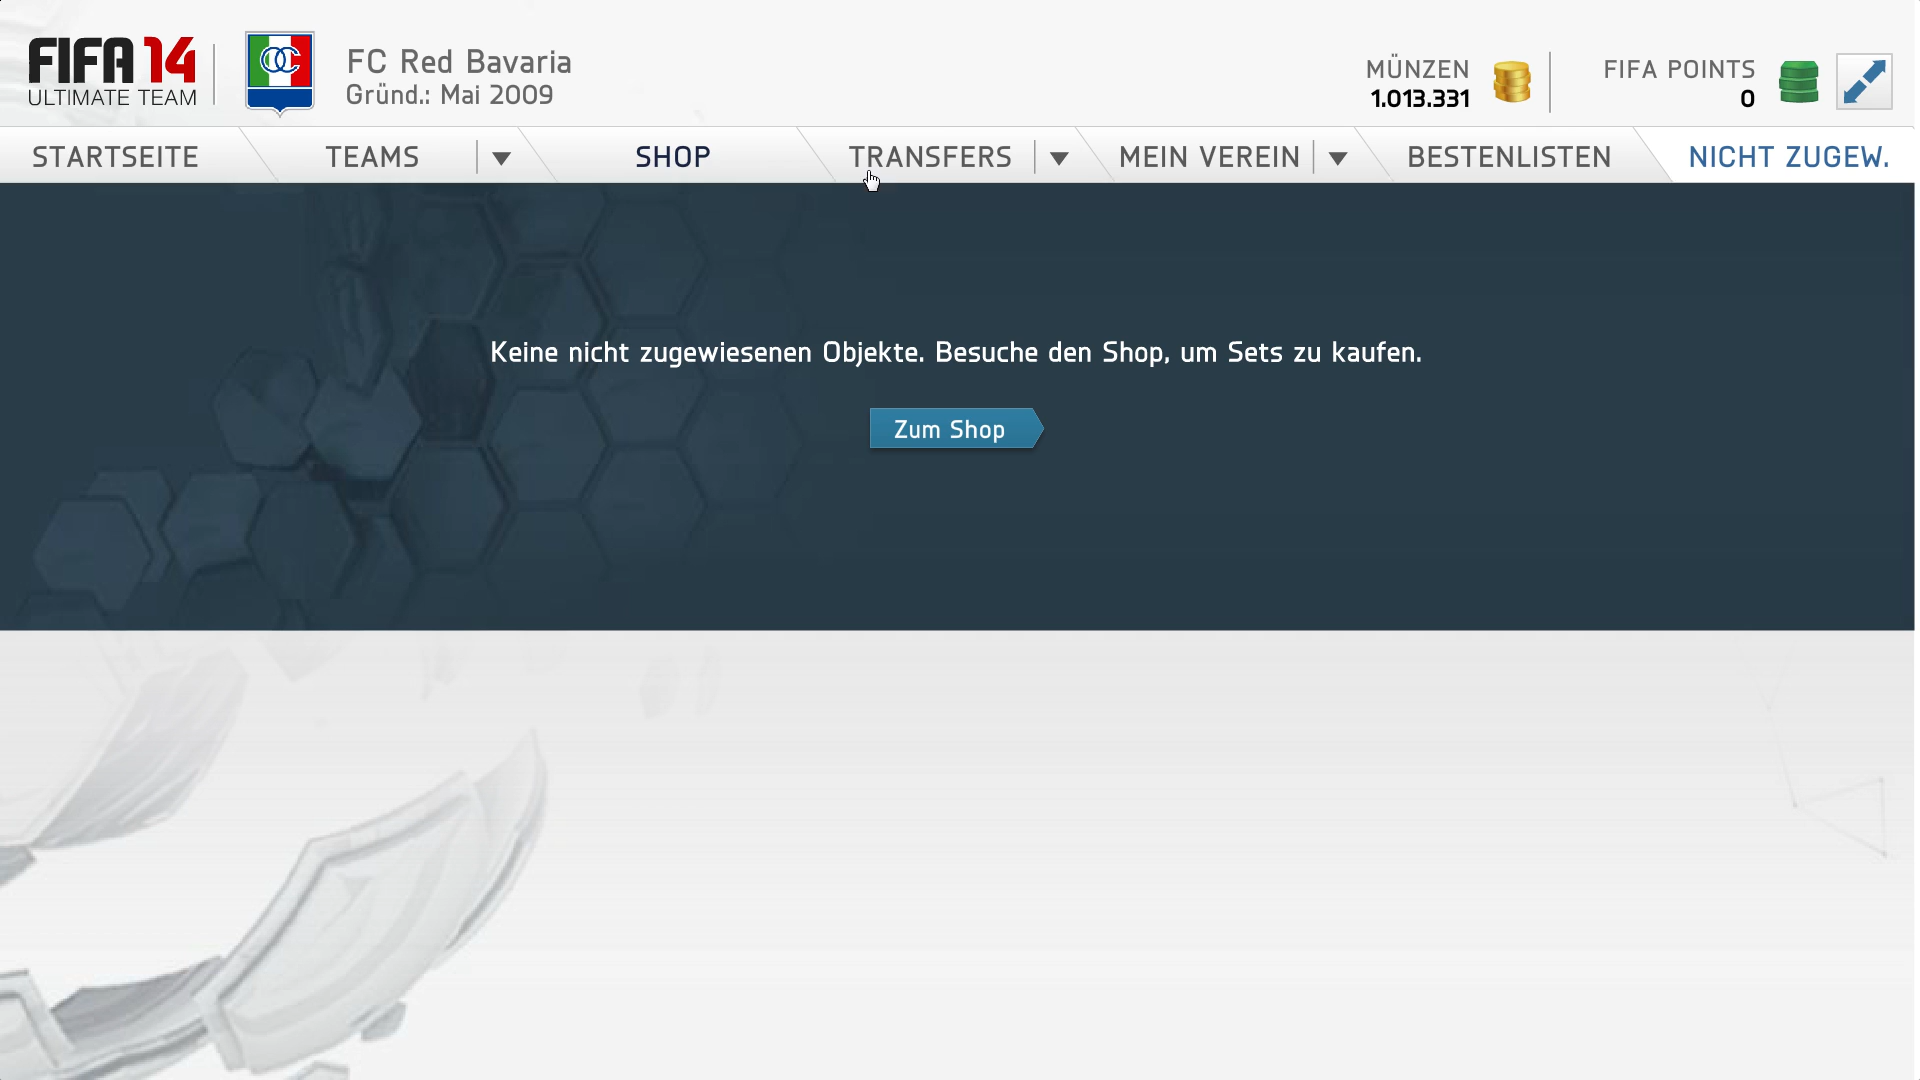 FIFA 14
ULTIMATE TEAM
FC Red Bavaria
Gründ.: Mai 2009
MÜNZEN
1.013.331
FIFA POINTS
0
STARTSEITE
TEAMS
SHOP
TRANSFERS
MEIN VEREIN
BESTENLISTEN
NICHT ZUGEW.
Keine nicht zugewiesenen Objekte. Besuche den Shop, um Sets zu kaufen.
Zum Shop